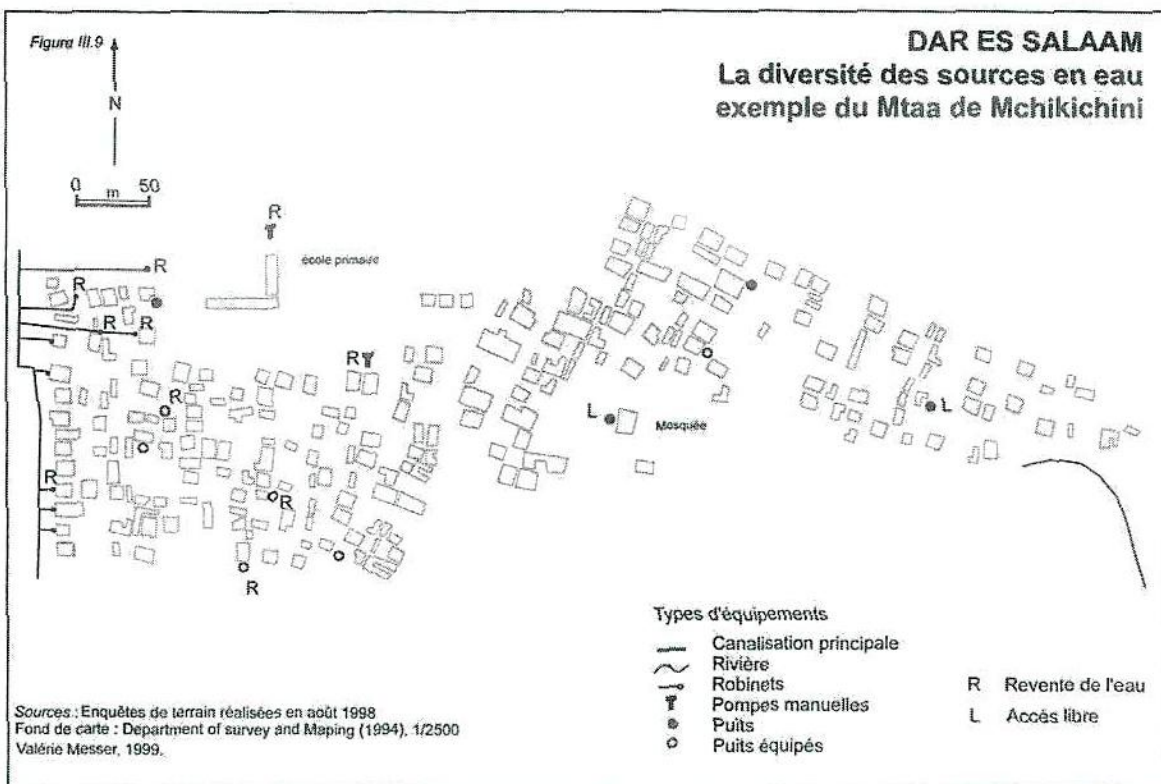 Figure III.9
DAR ES SALAAM
La diversité des sources en eau
exemple du Mtaa de Mchikichini
N
0 m 50
R
école primaire
R
R
R
R
R
R
L
Mosquée
L
R
R
R
Types d'équipements
Canalisation principale
Rivière
Robinets
Pompes manuelles
Puits
Puits équipés
R Revente de l'eau
L Accès libre
Sources : Enquêtes de terrain réalisées en août 1998
Fond de carte : Department of survey and Maping (1994), 1/2500
Valérie Messer, 1999.